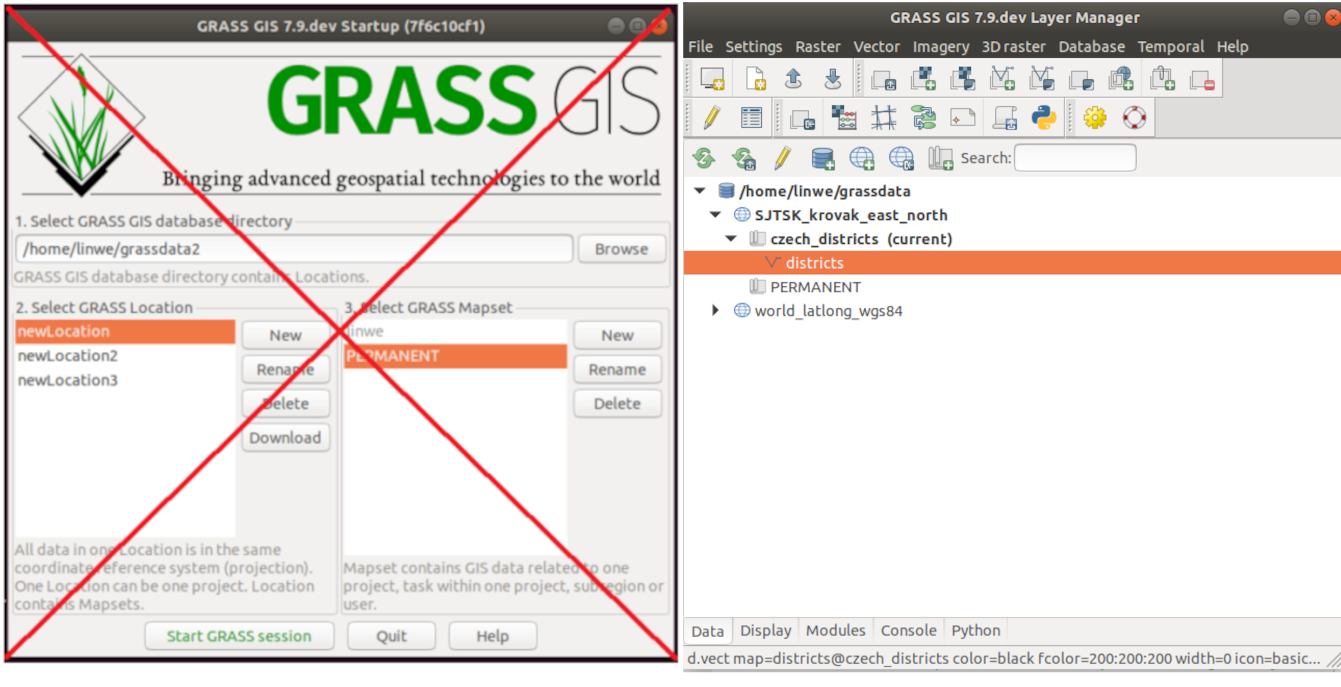 GRASS GIS 7.9.dev Startup (7f6c10cf1)
GRASS GIS
Bringing advanced geospatial technologies to the world
1. Select GRASS GIS database directory
/home/linwe/grassdata2
Browse
GRASS GIS database directory contains Locations.
2. Select GRASS Location
newLocation
newLocation2
newLocation3
New
Rename
Delete
Download
All data in one Location is in the same
coordinate reference system (projection).
One Location can be one project. Location
contains Mapsets.
3. Select GRASS Mapset
linwe
PERMANENT
New
Rename
Delete
Mapset contains GIS data related to one
project, task within one project, subregion or
user.
Start GRASS session
Quit
Help
GRASS GIS 7.9.dev Layer Manager
File Settings Raster Vector Imagery 3D raster Database Temporal Help
Search:
/home/linwe/grassdata
SJTSK_krovak_east_north
czech_districts (current)
districts
PERMANENT
world_latlong_wgs84
Data Display Modules Console Python
d.vect map=districts@czech_districts color=black fcolor=200:200:200 width=0 icon=basic...